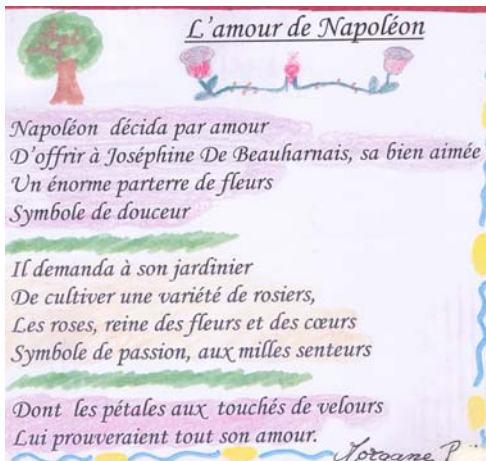 L'amour de Napoléon
Napoléon décida par amour
D'offrir à Joséphine De Beauharnais, sa bien aimée
Un énorme parterre de fleurs
Symbole de douceur
Il demanda à son jardinier
De cultiver une variété de rosiers,
Les roses, reine des fleurs et des cœurs
Symbole de passion, aux milles senteurs
Dont les pétales aux touchés de velours
Lui prouveraient tout son amour.
Morgane P